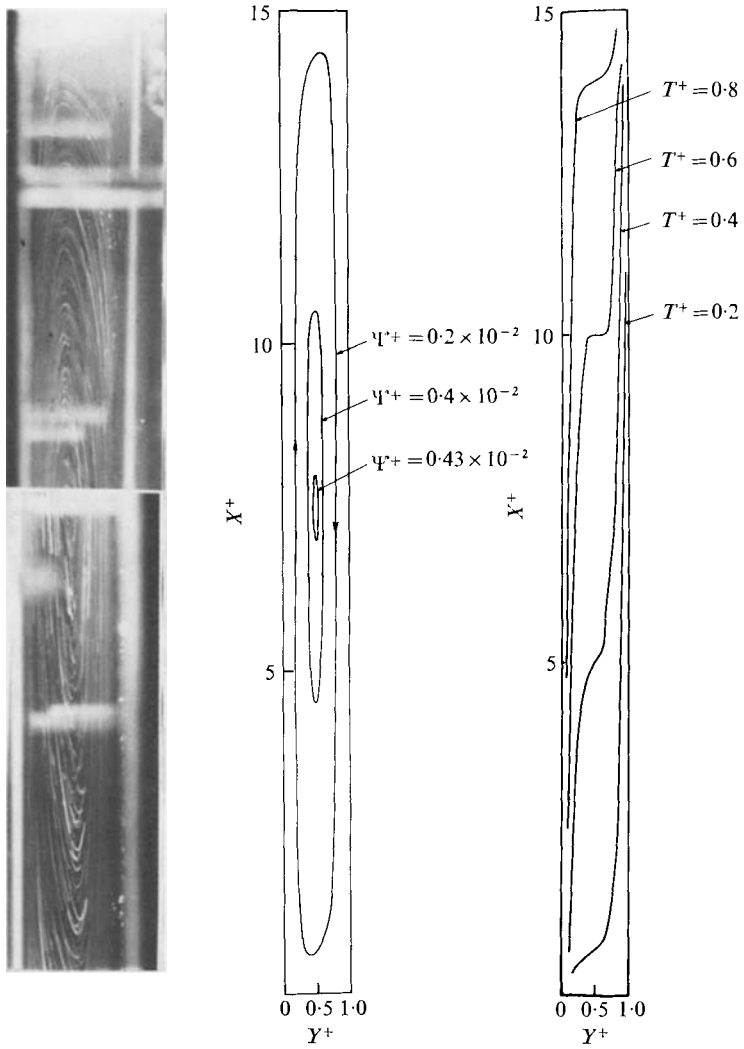 15
10
5
X+
0 0·5 1·0
Y+
Ψ+ = 0·2 × 10−2
Ψ+ = 0·4 × 10−2
Ψ+ = 0·43 × 10−2
15
10
5
X+
0 0·5 1·0
Y+
T+ = 0·8
T+ = 0·6
T+ = 0·4
T+ = 0·2